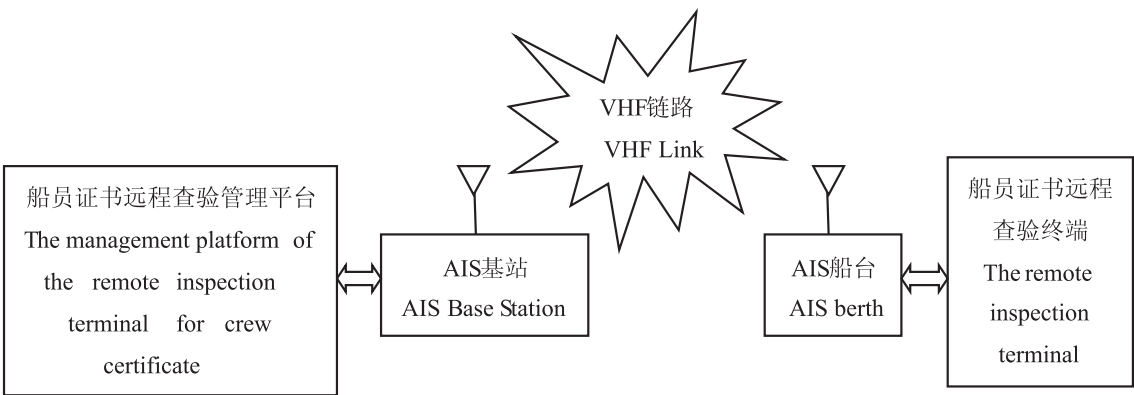 船员证书远程查验管理平台
The management platform of
the remote inspection
terminal for crew
certificate
AIS基站
AIS Base Station
VHF链路
VHF Link
AIS船台
AIS berth
船员证书远程
查验终端
The remote
inspection
terminal